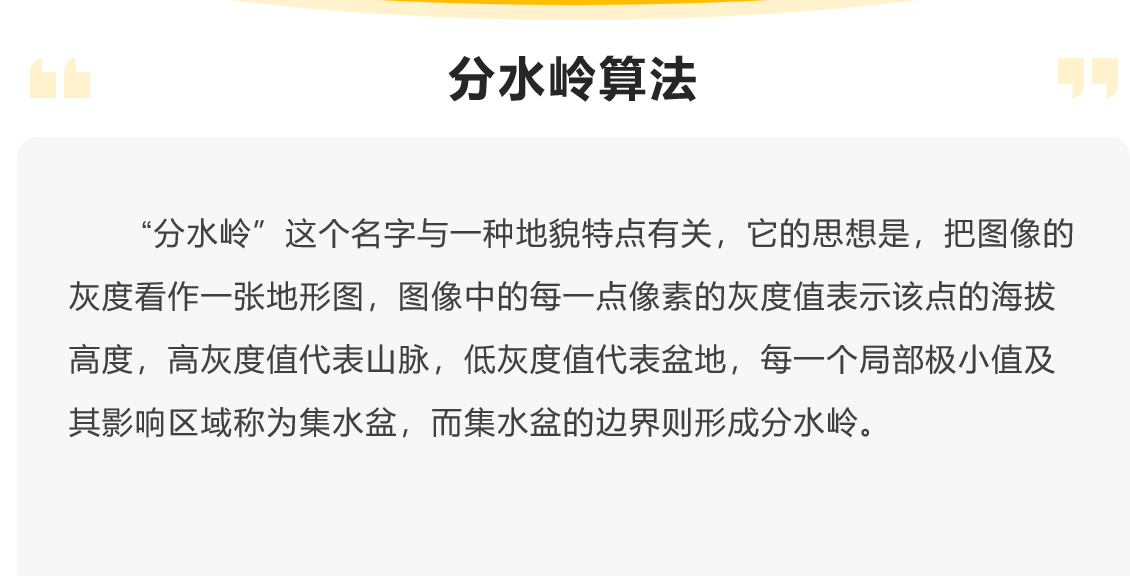 分水岭算法
“分水岭”这个名字与一种地貌特点有关，它的思想是，把图像的
灰度看作一张地形图，图像中的每一点像素的灰度值表示该点的海拔
高度，高灰度值代表山脉，低灰度值代表盆地，每一个局部极小值及
其影响区域称为集水盆，而集水盆的边界则形成分水岭。